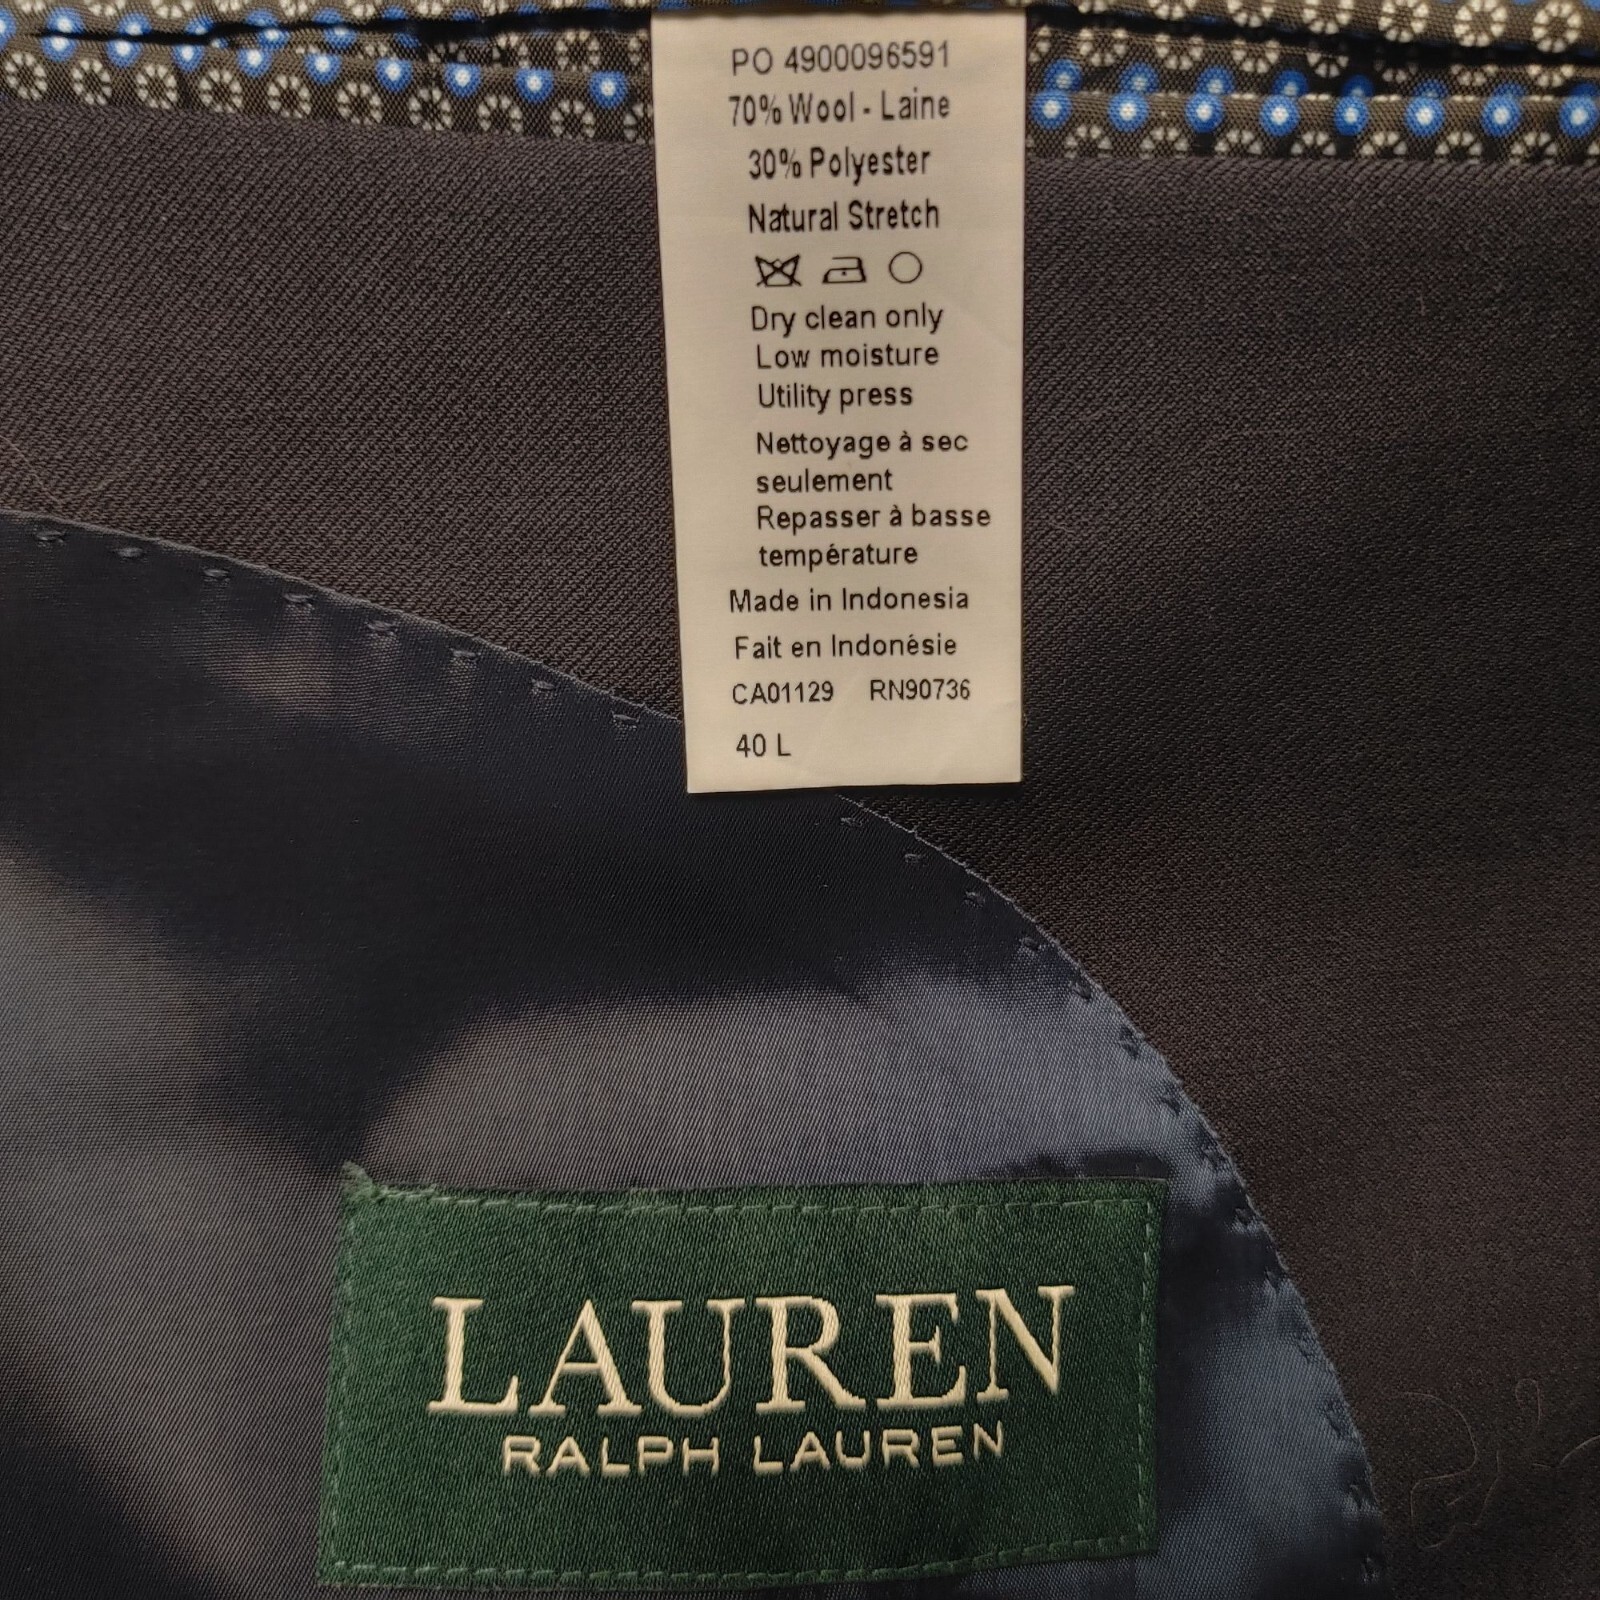 PO 4900096591
70% Wool - Laine
30% Polyester
Natural Stretch
Dry clean only
Low moisture
Utility press
Nettoyage à sec
seulement
Repasser à basse
température
Made in Indonesia
Fait en Indonésie
CA01129 RN90736
40 L
LAUREN
RALPH LAUREN